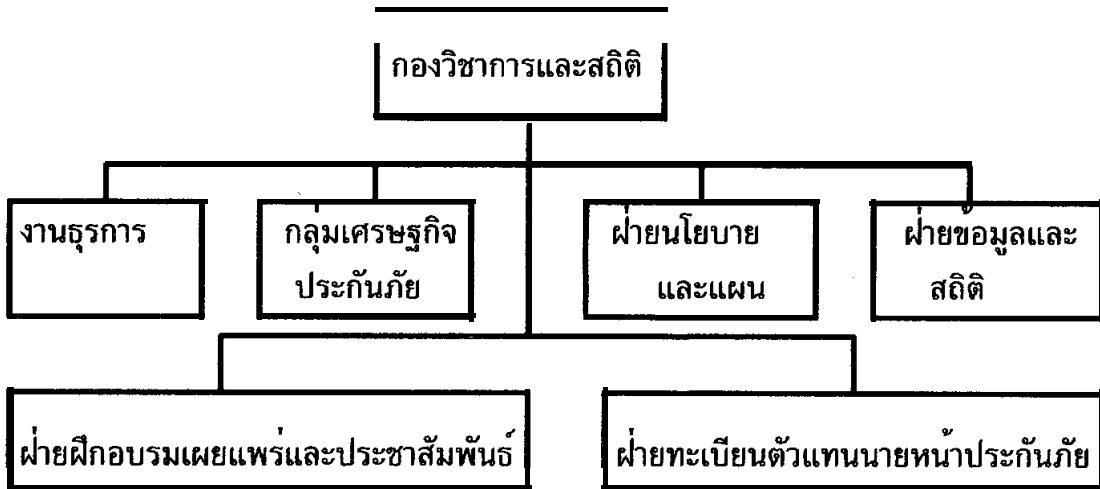 กองวิชาการและสถิติ
งานธุรการ
กลุ่มเศรษฐกิจ
ประกันภัย
ฝ่ายนโยบาย
และแผน
ฝ่ายข้อมูลและ
สถิติ
ฝ่ายฝึกอบรมเผยแพร่และประชาสัมพันธ์
ฝ่ายทะเบียนตัวแทนนายหน้าประกันภัย